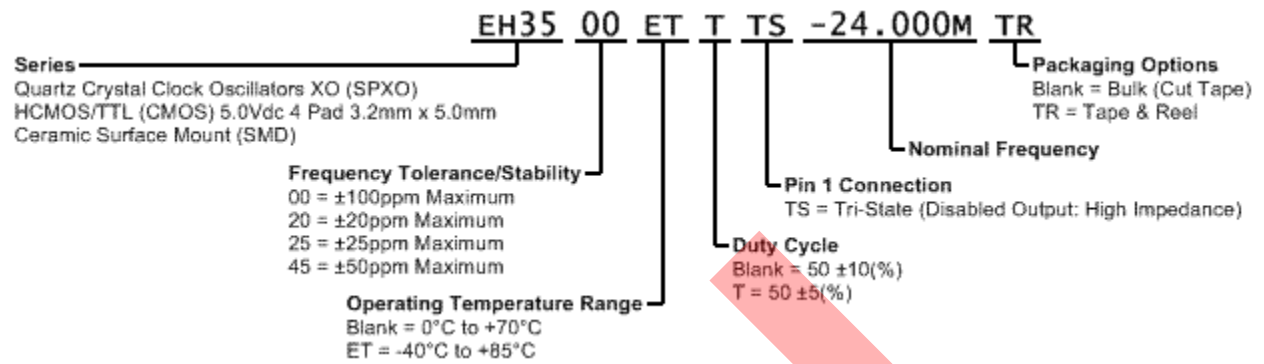 EH35 00 ET T TS -24.000M TR
Series
Quartz Crystal Clock Oscillators XO (SPXO)
HCMOS/TTL (CMOS) 5.0Vdc 4 Pad 3.2mm x 5.0mm
Ceramic Surface Mount (SMD)
Packaging Options
Blank = Bulk (Cut Tape)
TR = Tape & Reel
Nominal Frequency
Frequency Tolerance/Stability
00 = ±100ppm Maximum
20 = ±20ppm Maximum
25 = ±25ppm Maximum
45 = ±50ppm Maximum
Pin 1 Connection
TS = Tri-State (Disabled Output: High Impedance)
Duty Cycle
Blank = 50 ±10(%)
T = 50 ±5(%)
Operating Temperature Range
Blank = 0°C to +70°C
ET = -40°C to +85°C